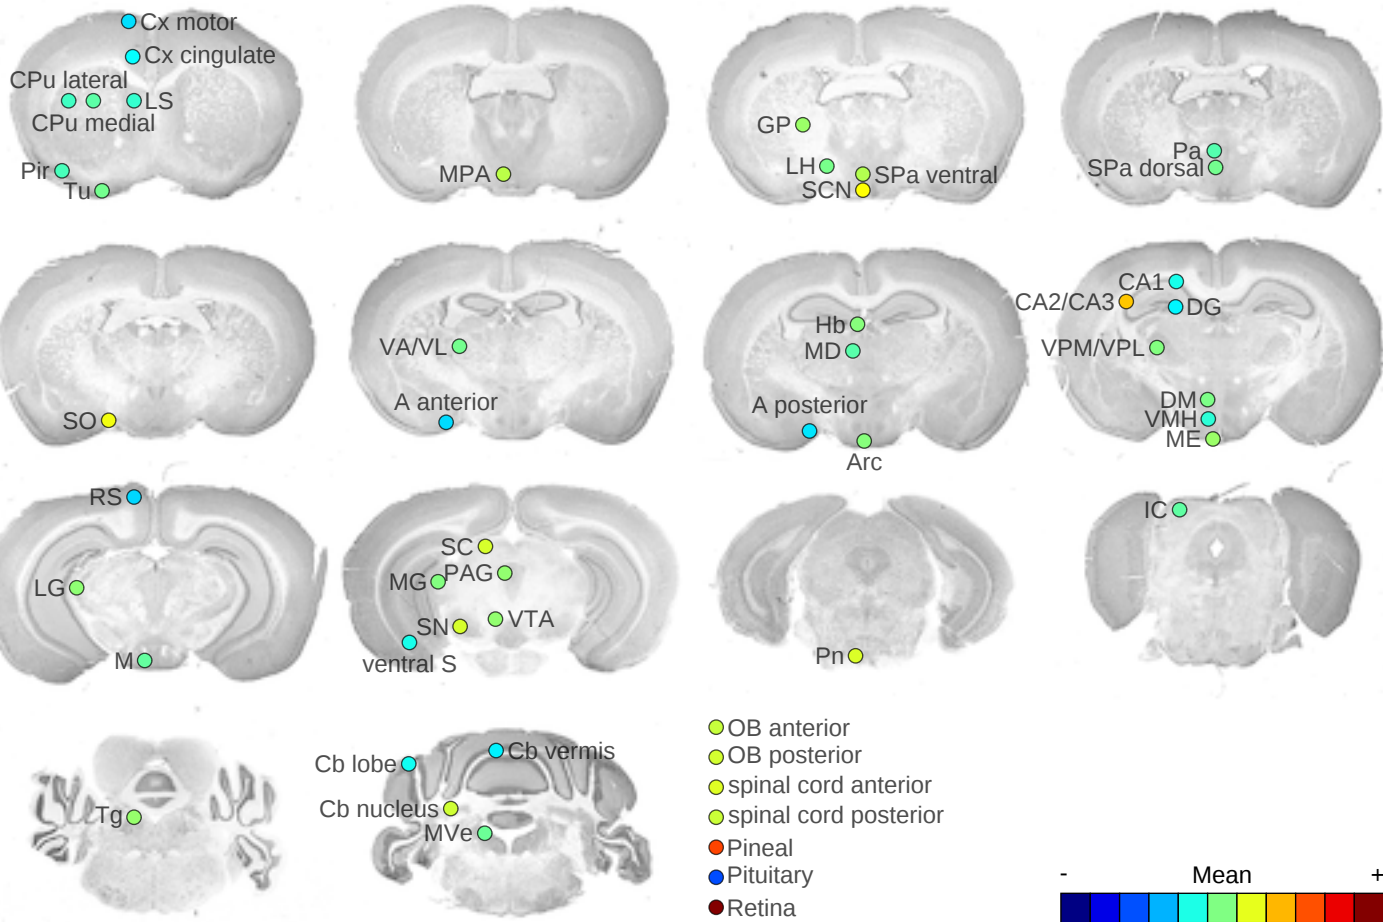 Cx motor
Cx cingulate
CPu lateral
LS
CPu medial
Pir
Tu
MPA
GP
LH
SPa ventral
SCN
Pa
SPa dorsal
SO
VA/VL
A anterior
Hb
MD
A posterior
Arc
CA1
CA2/CA3
DG
VPM/VPL
DM
VMH
ME
RS
LG
M
SC
MG
PAG
SN
VTA
ventral S
Pn
IC
Tg
Cb lobe
Cb vermis
Cb nucleus
MVe
OB anterior
OB posterior
spinal cord anterior
spinal cord posterior
Pineal
Pituitary
Retina
- Mean +